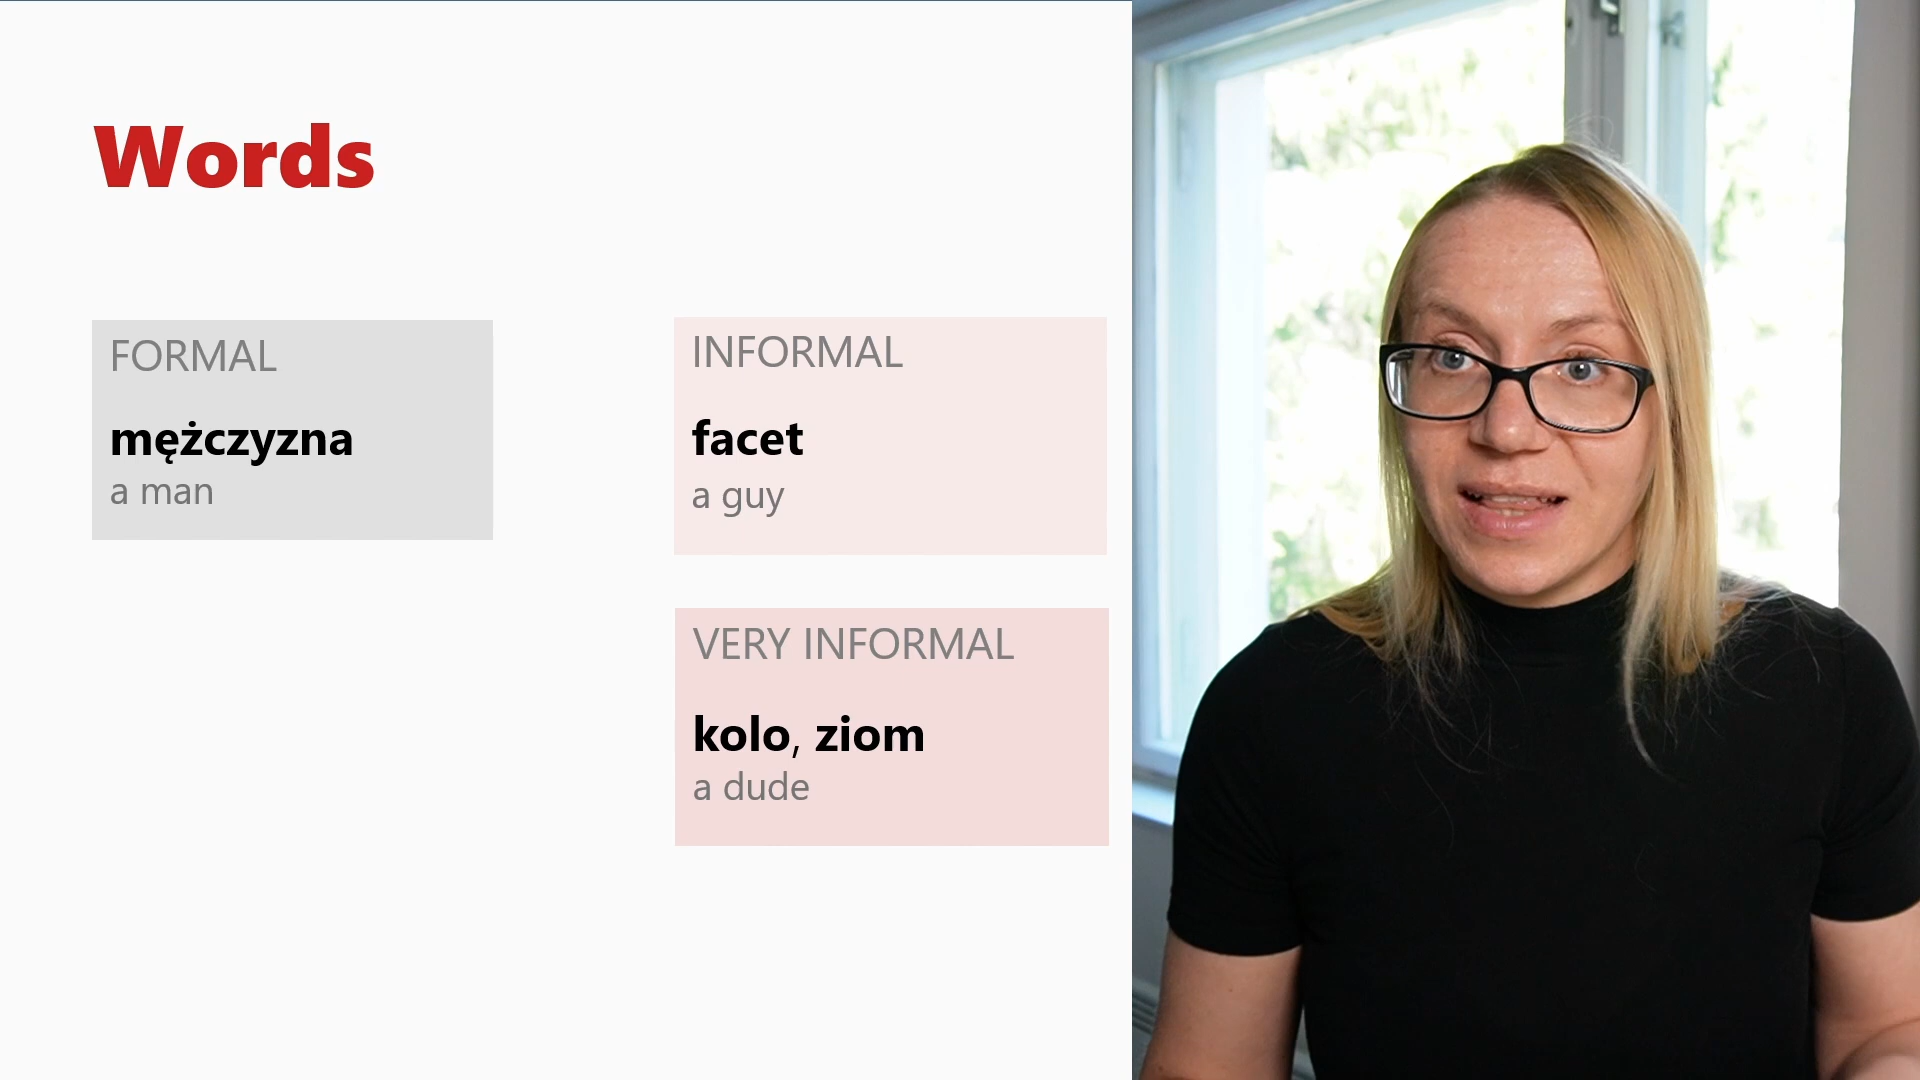 Words
FORMAL
mężczyzna
a man
INFORMAL
facet
a guy
VERY INFORMAL
kolo, ziom
a dude